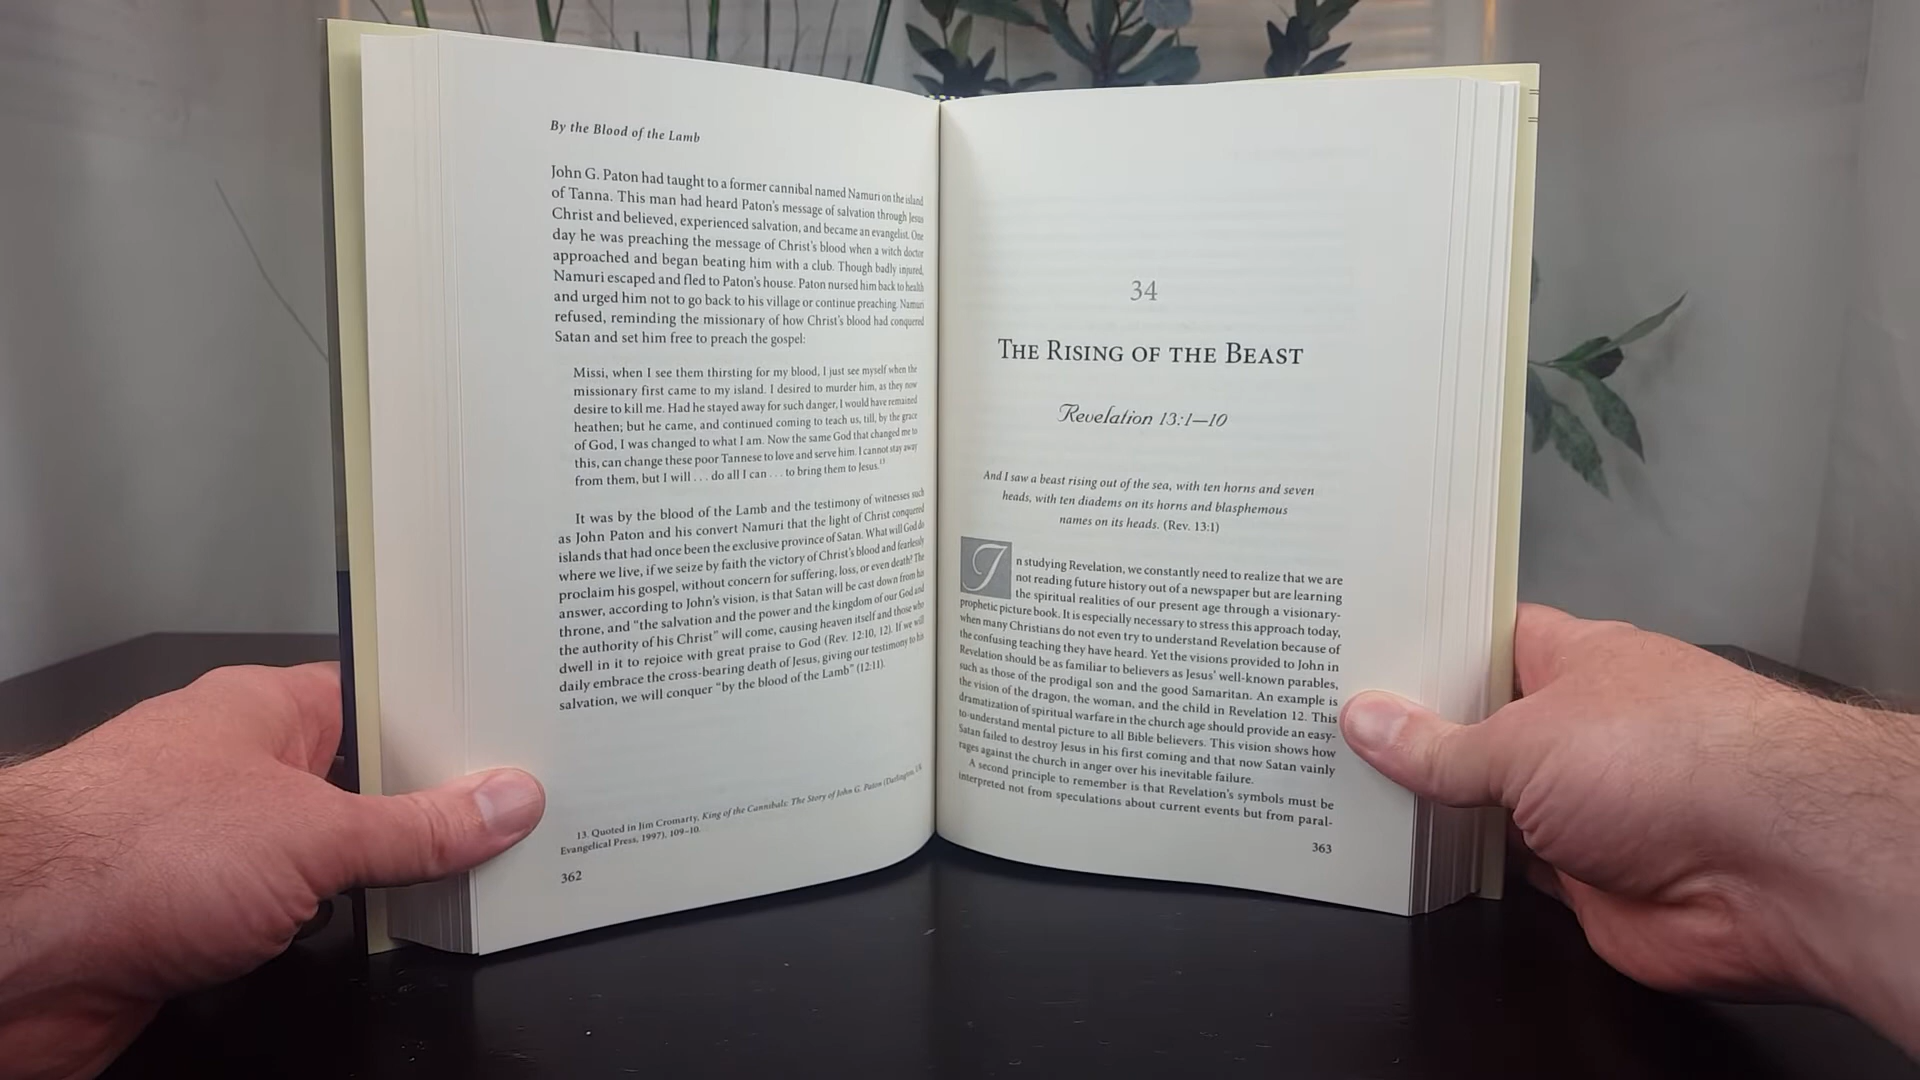 By the Blood of the Lamb
John G. Paton had taught to a former cannibal named Namuri on the island
of Tanna. This man had heard Paton's message of salvation through Jesus
Christ and believed, experienced salvation, and became an evangelist. One
day he was preaching the message of Christ's blood when a witch doctor
approached and began beating him with a club. Though badly injured,
Namuri escaped and fled to Paton's house. Paton nursed him back to health
and urged him not to go back to his village or continue preaching. Namuri
refused, reminding the missionary of how Christ's blood had conquered
Satan and set him free to preach the gospel:
Missi, when I see them thirsting for my blood, I just see myself when the
missionary first came to my island. I desired to murder him, as they now
desire to kill me. Had he stayed away for such danger, I would have remained
heathen; but he came, and continued coming to teach us, till, by the grace
of God, I was changed to what I am. Now the same God that changed me to
this, can change these poor Tannese to love and serve him. I cannot stay away
from them, but I will . . . do all I can . . . to bring them to Jesus.13
It was by the blood of the Lamb and the testimony of witnesses such
as John Paton and his convert Namuri that the light of Christ conquered
islands that had once been the exclusive province of Satan. What will God do
where we live, if we seize by faith the victory of Christ's blood and fearlessly
proclaim his gospel, without concern for suffering, loss, or even death? The
answer, according to John's vision, is that Satan will be cast down from his
throne, and "the salvation and the power and the kingdom of our God and
the authority of his Christ" will come, causing heaven itself and those who
dwell in it to rejoice with great praise to God (Rev. 12:10, 12). If we will
daily embrace the cross-bearing death of Jesus, giving our testimony to his
salvation, we will conquer "by the blood of the Lamb" (12:11).
13. Quoted in Jim Cromarty, King of the Cannibals: The Story of John G. Paton (Darlington, UK
Evangelical Press, 1997), 109–10.
362
34
The Rising of the Beast
Revelation 13:1—10
And I saw a beast rising out of the sea, with ten horns and seven
heads, with ten diadems on its horns and blasphemous
names on its heads. (Rev. 13:1)
In studying Revelation, we constantly need to realize that we are
not reading future history out of a newspaper but are learning
the spiritual realities of our present age through a visionary-
prophetic picture book. It is especially necessary to stress this approach today,
when many Christians do not even try to understand Revelation because of
the confusing teaching they have heard. Yet the visions provided to John in
Revelation should be as familiar to believers as Jesus' well-known parables,
such as those of the prodigal son and the good Samaritan. An example is
the vision of the dragon, the woman, and the child in Revelation 12. This
dramatization of spiritual warfare in the church age should provide an easy-
to-understand mental picture to all Bible believers. This vision shows how
Satan failed to destroy Jesus in his first coming and that now Satan vainly
rages against the church in anger over his inevitable failure.
A second principle to remember is that Revelation's symbols must be
interpreted not from speculations about current events but from paral-
363